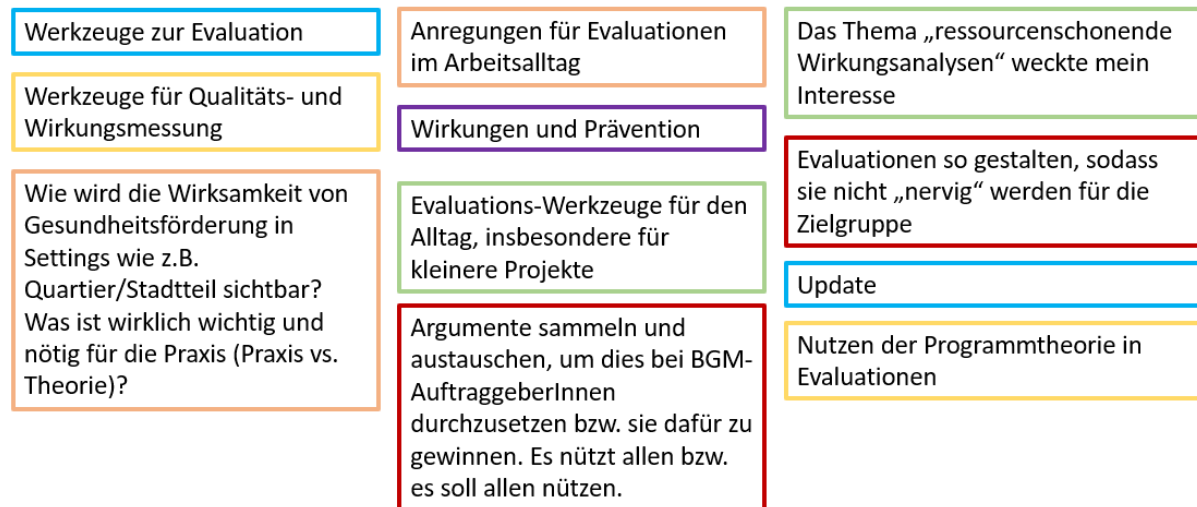 Werkzeuge zur Evaluation
Werkzeuge für Qualitäts- und
Wirkungsmessung
Wie wird die Wirksamkeit von
Gesundheitsförderung in
Settings wie z.B.
Quartier/Stadtteil sichtbar?
Was ist wirklich wichtig und
nötig für die Praxis (Praxis vs.
Theorie)?
Anregungen für Evaluationen
im Arbeitsalltag
Wirkungen und Prävention
Evaluations-Werkzeuge für den
Alltag, insbesondere für
kleinere Projekte
Argumente sammeln und
austauschen, um dies bei BGM-
AuftraggeberInnen
durchzusetzen bzw. sie dafür zu
gewinnen. Es nützt allen bzw.
es soll allen nützen.
Das Thema „ressourcenschonende
Wirkungsanalysen“ weckte mein
Interesse
Evaluationen so gestalten, sodass
sie nicht „nervig“ werden für die
Zielgruppe
Update
Nutzen der Programmtheorie in
Evaluationen